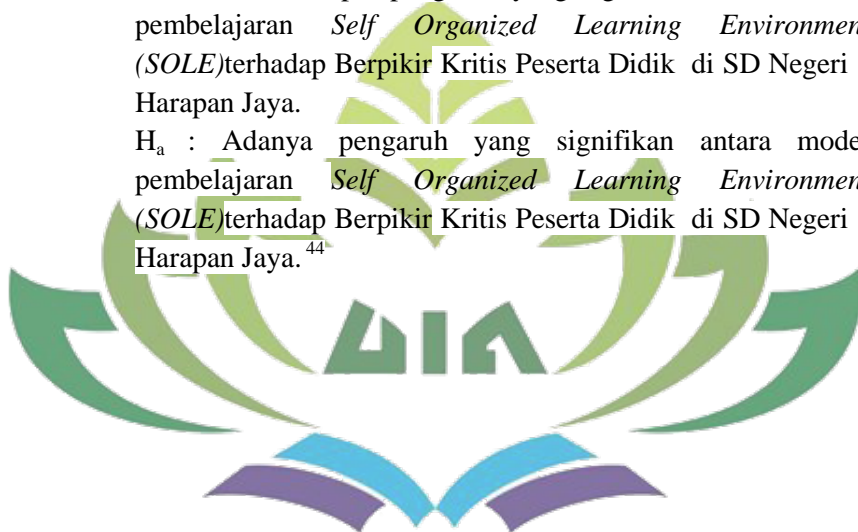 pembelajaran Self Organized Learning Environmen
(SOLE)terhadap Berpikir Kritis Peserta Didik di SD Negeri
Harapan Jaya.
Ha : Adanya pengaruh yang signifikan antara mode
pembelajaran Self Organized Learning Environmen
(SOLE)terhadap Berpikir Kritis Peserta Didik di SD Negeri
Harapan Jaya. 44
UIN